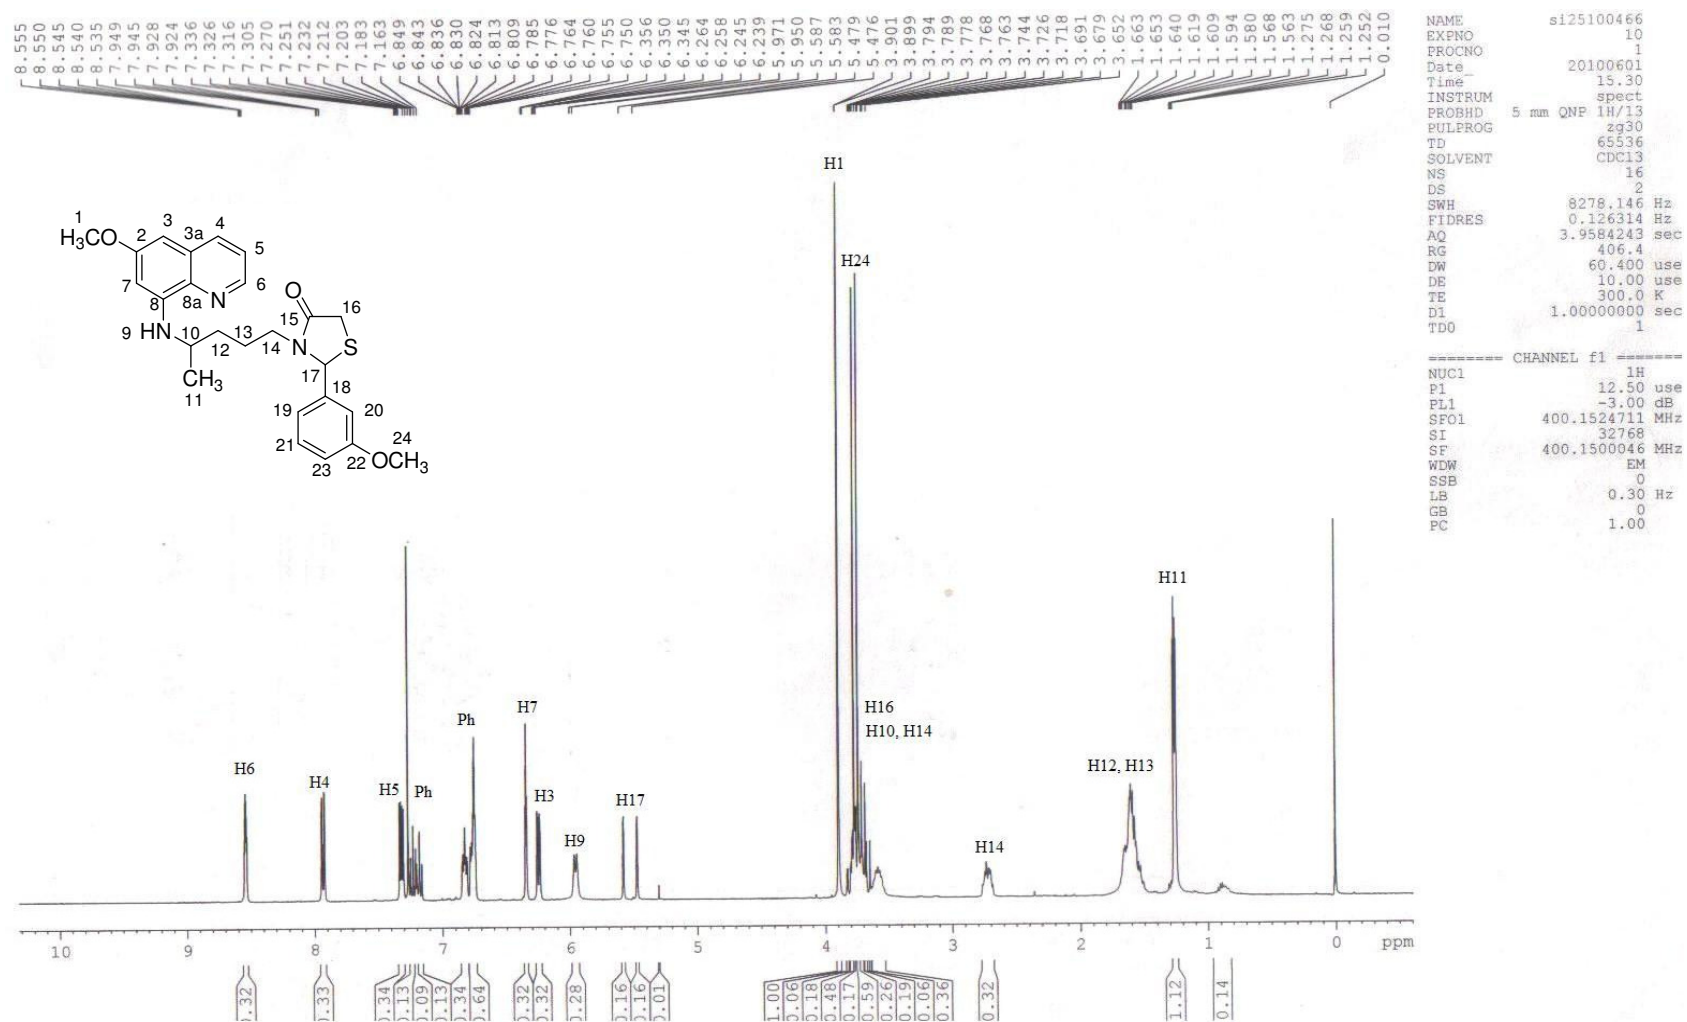 8.555
8.550
8.545
8.540
8.535
7.949
7.945
7.928
7.924
7.336
7.326
7.316
7.305
7.270
7.251
7.232
7.212
7.203
7.183
7.163
6.849
6.843
6.836
6.830
6.824
6.813
6.809
6.785
6.776
6.764
6.760
6.755
6.750
6.356
6.350
6.345
6.264
6.258
6.245
6.239
5.971
5.950
5.587
5.583
5.479
5.476
3.901
3.899
3.794
3.789
3.778
3.768
3.763
3.744
3.726
3.718
3.691
3.679
3.652
1.663
1.653
1.640
1.619
1.609
1.594
1.580
1.568
1.563
1.275
1.268
1.259
1.252
0.010
NAME si25100466
EXPNO 10
PROCNO 1
Date_ 20100601
Time 15.30
INSTRUM spect
PROBHD 5 mm QNP 1H/13
PULPROG zg30
TD 65536
SOLVENT CDCl3
NS 16
DS 2
SWH 8278.146 Hz
FIDRES 0.126314 Hz
AQ 3.9584243 sec
RG 406.4
DW 60.400 use
DE 10.00 use
TE 300.0 K
D1 1.00000000 sec
TD0 1
======== CHANNEL f1 =======
NUC1 1H
P1 12.50 use
PL1 -3.00 dB
SFO1 400.1524711 MHz
SI 32768
SF 400.1500046 MHz
WDW EM
SSB 0
LB 0.30 Hz
GB 0
PC 1.00
1
H3CO
2
3
3a
4
5
6
7
8
8a
N
9 HN
10
12
13
14
CH3
11
O
15
16
N
S
17
18
19
20
21
22
23
24
OCH3
H1
H24
H16
H10, H14
H11
H12, H13
H14
H6
H4
H5
Ph
Ph
H7
H3
H9
H17
10 9 8 7 6 5 4 3 2 1 0 ppm
0.32
0.33
0.34
0.13
0.09
0.13
0.34
0.64
0.32
0.32
0.28
0.16
0.16
0.01
1.00
0.06
0.18
0.48
0.17
0.59
0.26
0.19
0.06
0.36
0.32
1.12
0.14